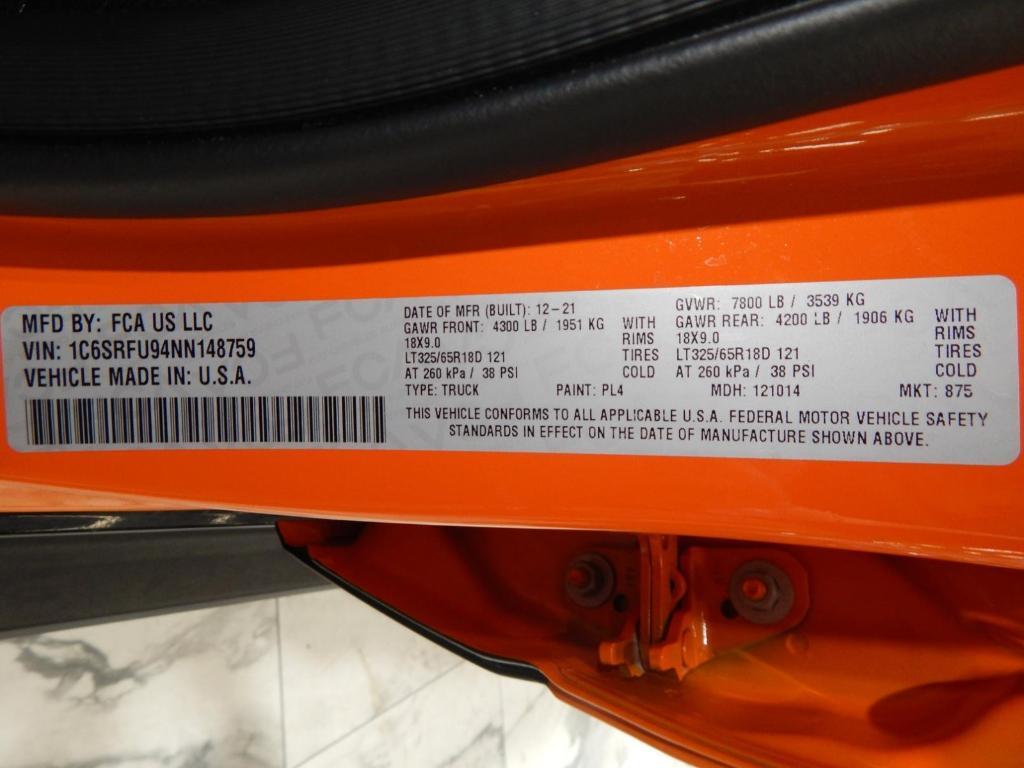 MFD BY: FCA US LLC
VIN: 1C6SRFU94NN148759
VEHICLE MADE IN: U.S.A.
DATE OF MFR (BUILT): 12-21
GAWR FRONT: 4300 LB / 1951 KG WITH
18X9.0 RIMS
LT325/65R18D 121 TIRES
AT 260 kPa / 38 PSI COLD
GVWR: 7800 LB / 3539 KG
GAWR REAR: 4200 LB / 1906 KG WITH
18X9.0 RIMS
LT325/65R18D 121 TIRES
AT 260 kPa / 38 PSI COLD
TYPE: TRUCK PAINT: PL4 MDH: 121014 MKT: 875
THIS VEHICLE CONFORMS TO ALL APPLICABLE U.S.A. FEDERAL MOTOR VEHICLE SAFETY
STANDARDS IN EFFECT ON THE DATE OF MANUFACTURE SHOWN ABOVE.